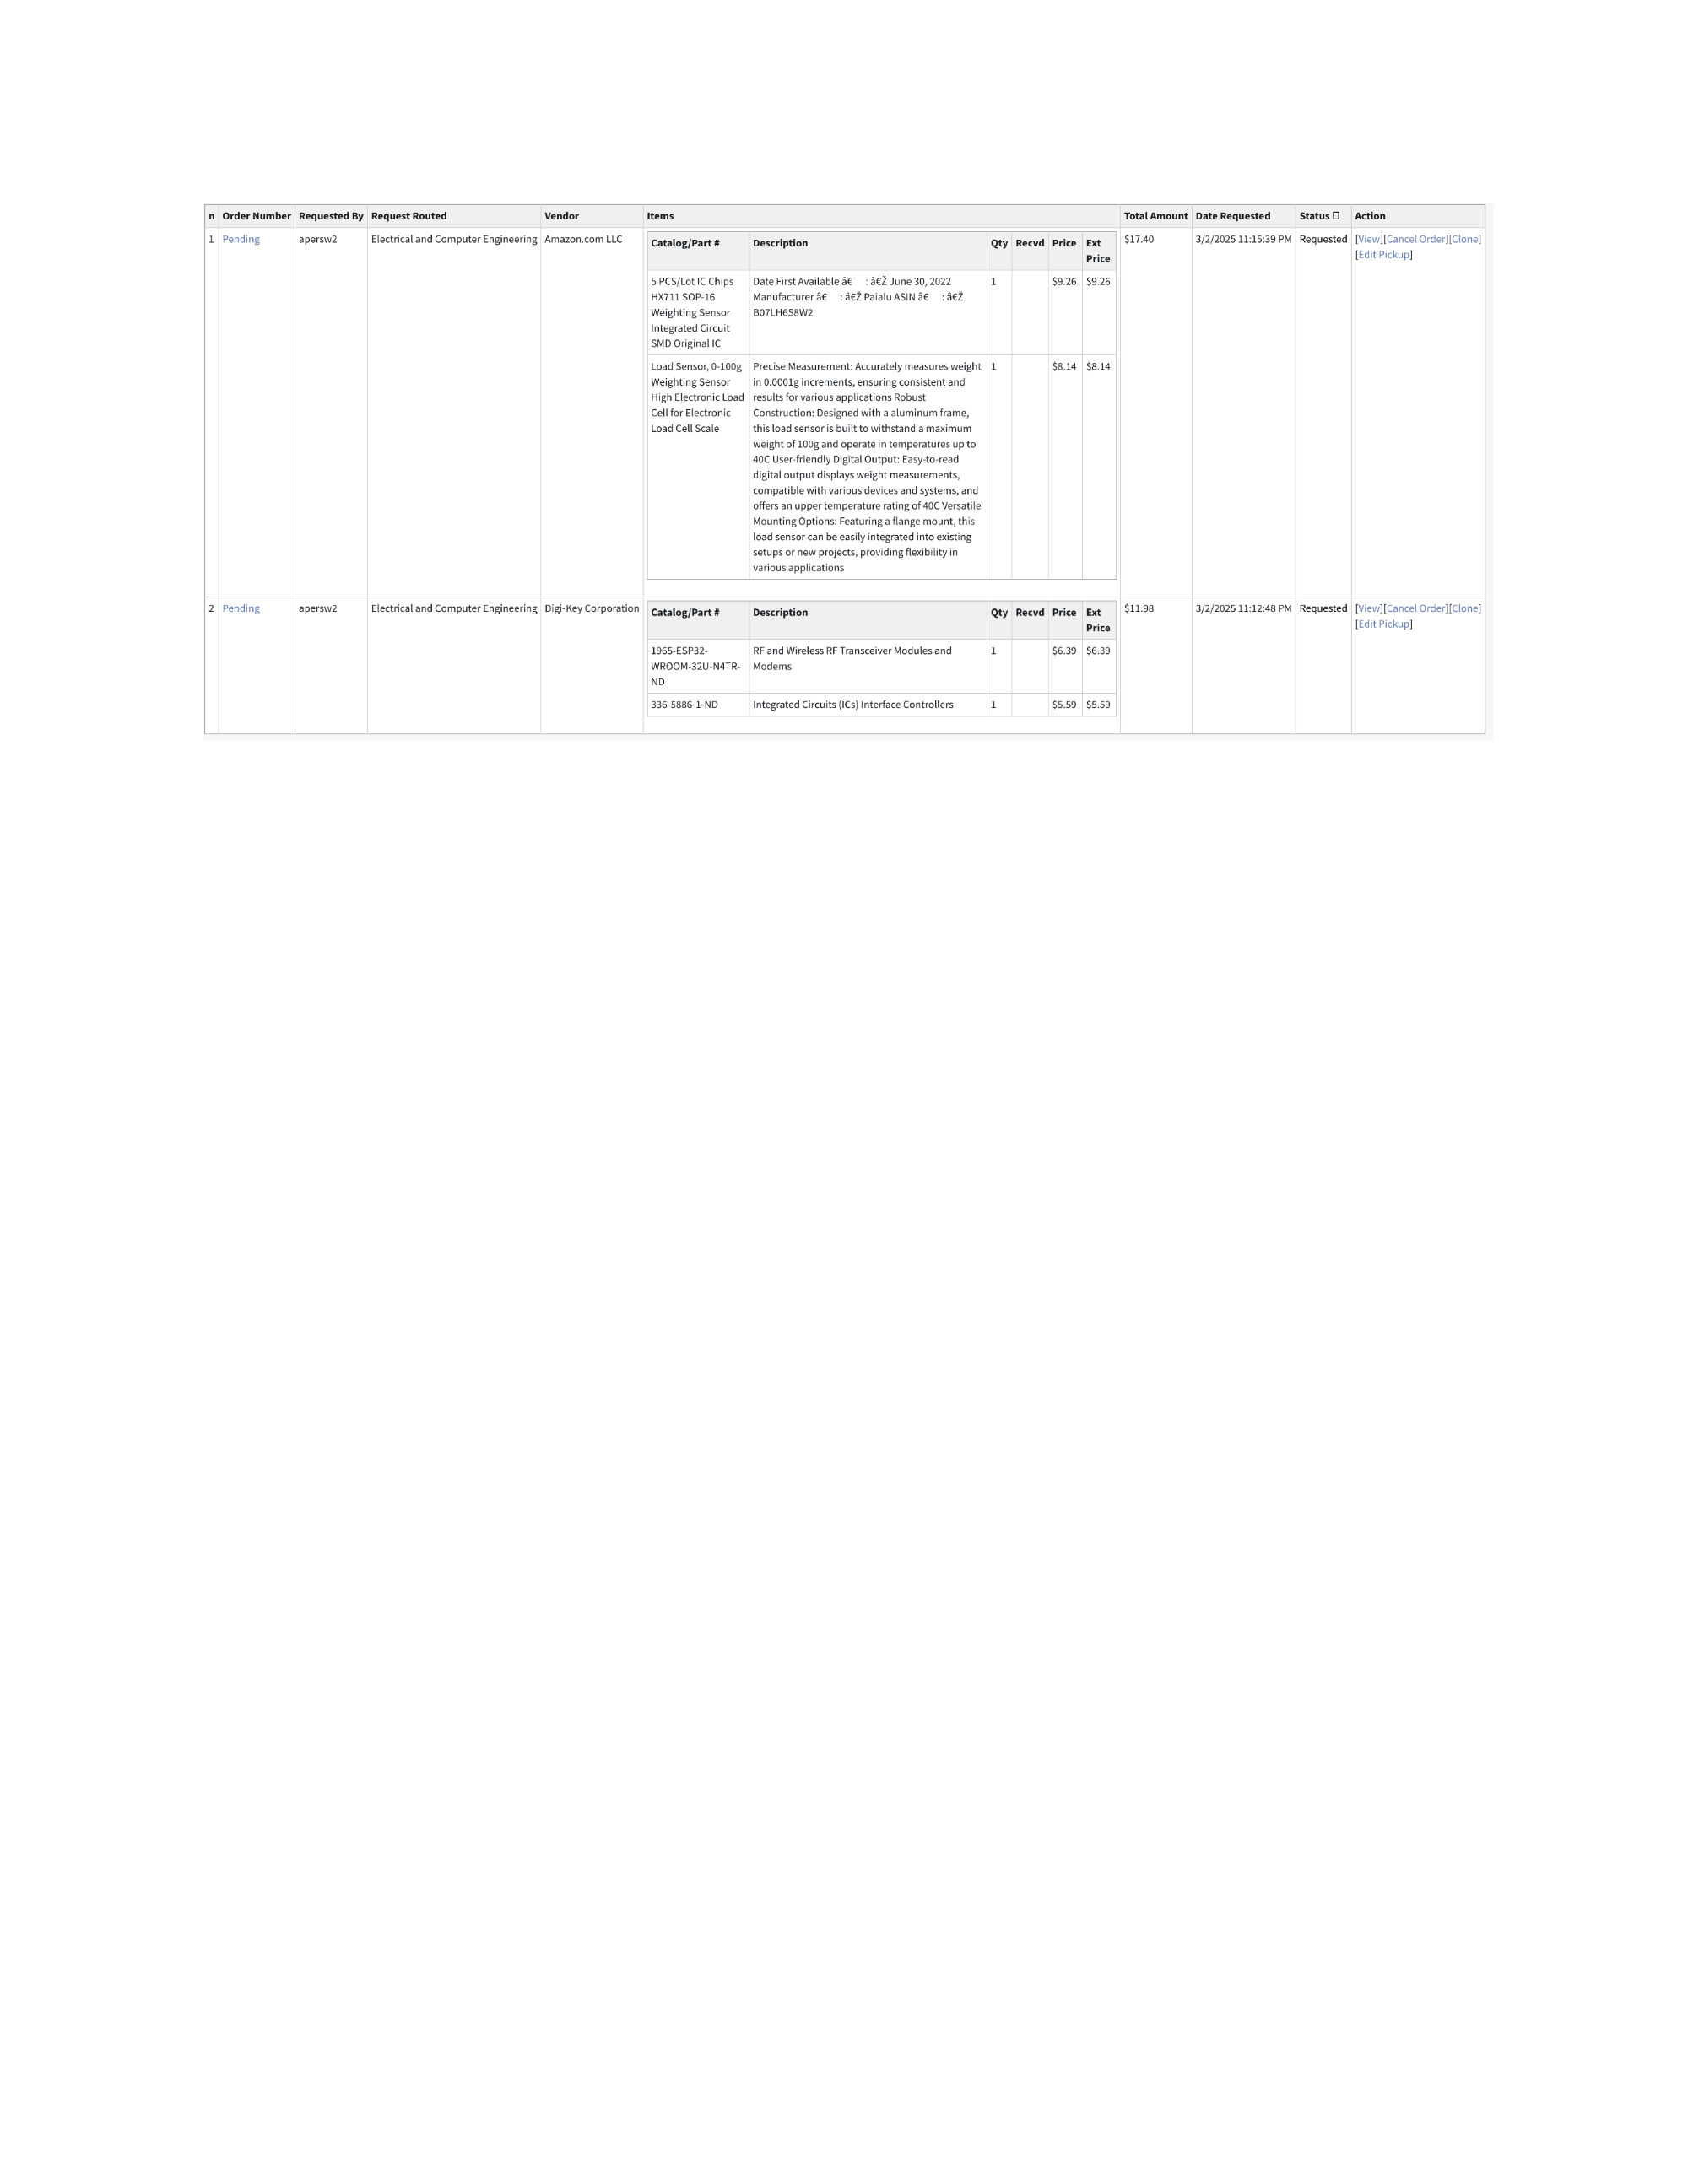 n Order Number Requested By Request Routed Vendor Items Total Amount Date Requested Status Action
1 Pending apersw2 Electrical and Computer Engineering Amazon.com LLC $17.40 3/2/2025 11:15:39 PM Requested [View][Cancel Order][Clone]
[Edit Pickup]
Catalog/Part # Description Qty Recvd Price Ext
Price
5 PCS/Lot IC Chips Date First Available â€ : â€Ž June 30, 2022 1 $9.26 $9.26
HX711 SOP-16 Manufacturer â€ : â€Ž Paialu ASIN â€ : â€Ž
Weighting Sensor B07LH6S8W2
Integrated Circuit
SMD Original IC
Load Sensor, 0-100g Precise Measurement: Accurately measures weight 1 $8.14 $8.14
Weighting Sensor in 0.0001g increments, ensuring consistent and
High Electronic Load results for various applications Robust
Cell for Electronic Construction: Designed with a aluminum frame,
Load Cell Scale this load sensor is built to withstand a maximum
weight of 100g and operate in temperatures up to
40C User-friendly Digital Output: Easy-to-read
digital output displays weight measurements,
compatible with various devices and systems, and
offers an upper temperature rating of 40C Versatile
Mounting Options: Featuring a flange mount, this
load sensor can be easily integrated into existing
setups or new projects, providing flexibility in
various applications
2 Pending apersw2 Electrical and Computer Engineering Digi-Key Corporation $11.98 3/2/2025 11:12:48 PM Requested [View][Cancel Order][Clone]
[Edit Pickup]
Catalog/Part # Description Qty Recvd Price Ext
Price
1965-ESP32- RF and Wireless RF Transceiver Modules and 1 $6.39 $6.39
WROOM-32U-N4TR- Modems
ND
336-5886-1-ND Integrated Circuits (ICs) Interface Controllers 1 $5.59 $5.59